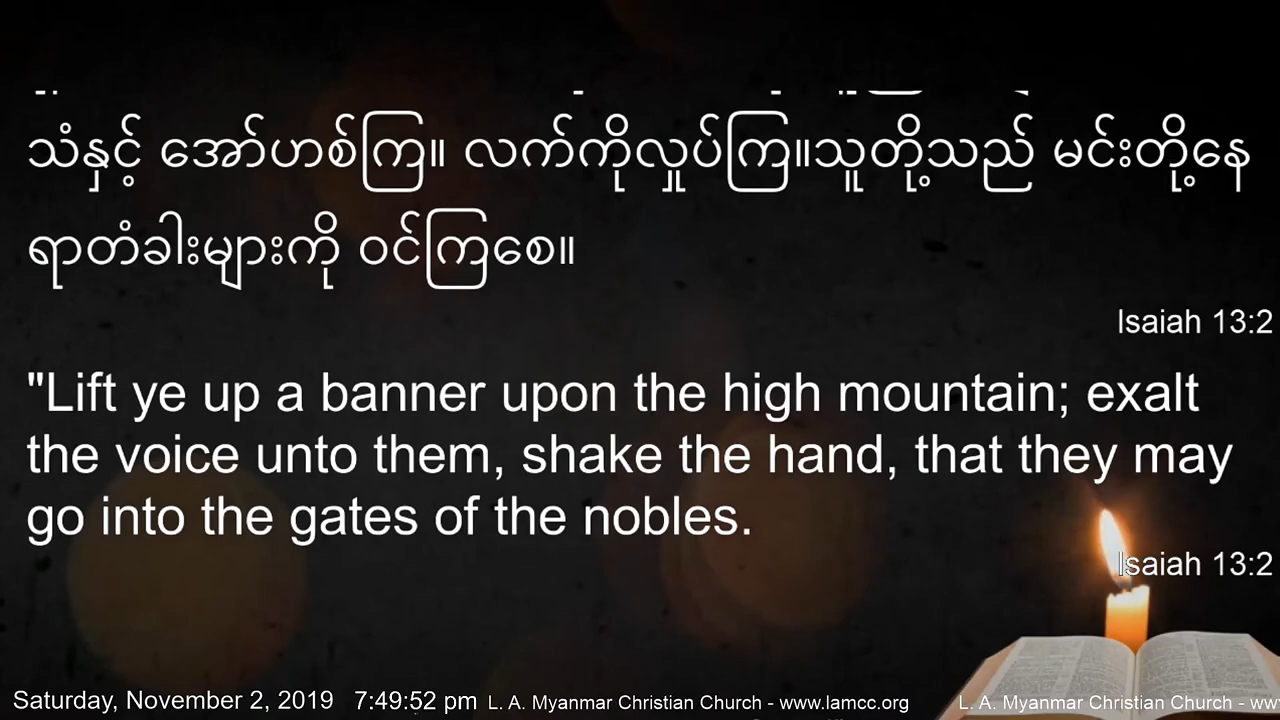 သံနှင့် အော်ဟစ်ကြ။ လက်ကိုလှုပ်ကြ။သူတို့သည် မင်းတို့နေ
ရာတံခါးများကို ဝင်ကြစေ။
Isaiah 13:2
"Lift ye up a banner upon the high mountain; exalt
the voice unto them, shake the hand, that they may
go into the gates of the nobles.
Isaiah 13:2
Saturday, November 2, 2019 7:49:52 pm L. A. Myanmar Christian Church - www.lamcc.org L. A. Myanmar Christian Church - ww